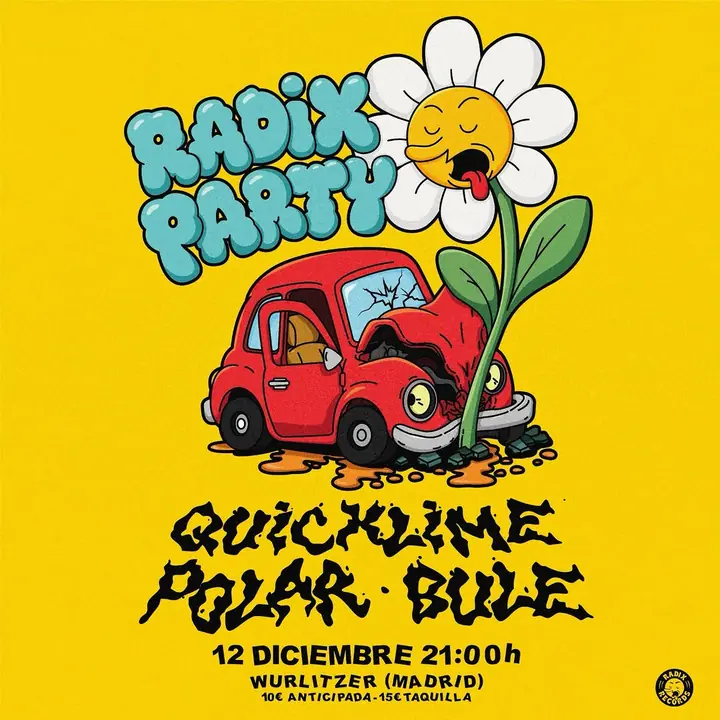 RADiX
PARTY
QUiCKLiME
POLAR · BULE
12 DICIEMBRE 21:00h
WURLITZER (MADRID)
10€ ANTICIPADA-15€ TAQUILLA
RADIX
RECORDS